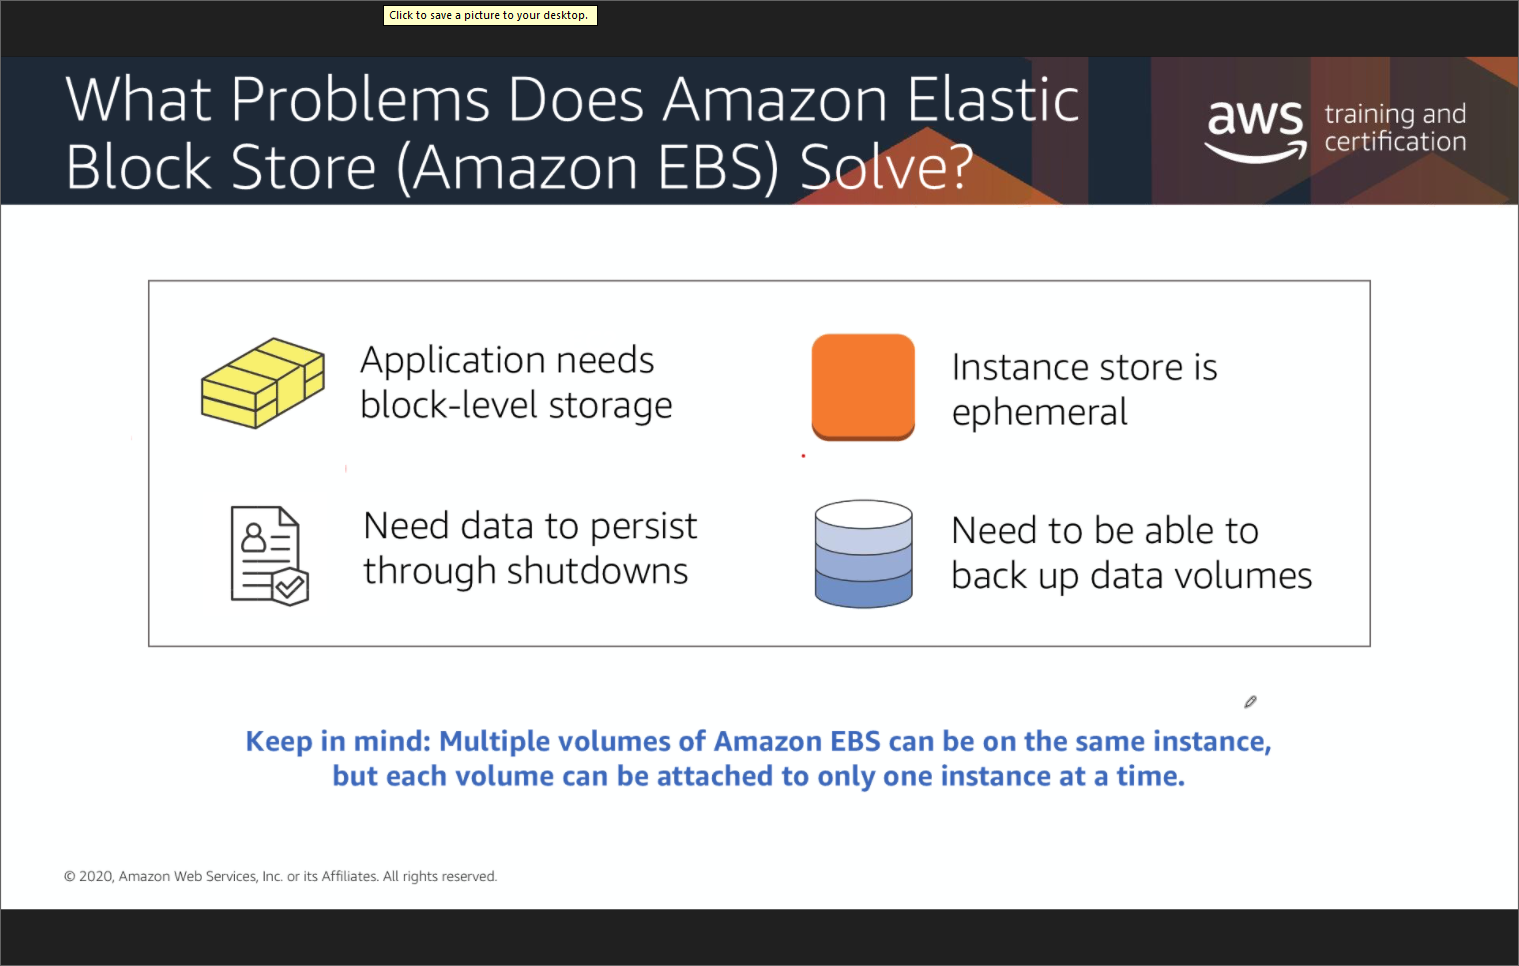 Click to save a picture to your desktop.
What Problems Does Amazon Elastic
Block Store (Amazon EBS) Solve?
aws
training and
certification
Application needs
block-level storage
Instance store is
ephemeral
Need data to persist
through shutdowns
Need to be able to
back up data volumes
Keep in mind: Multiple volumes of Amazon EBS can be on the same instance,
but each volume can be attached to only one instance at a time.
© 2020, Amazon Web Services, Inc. or its Affiliates. All rights reserved.